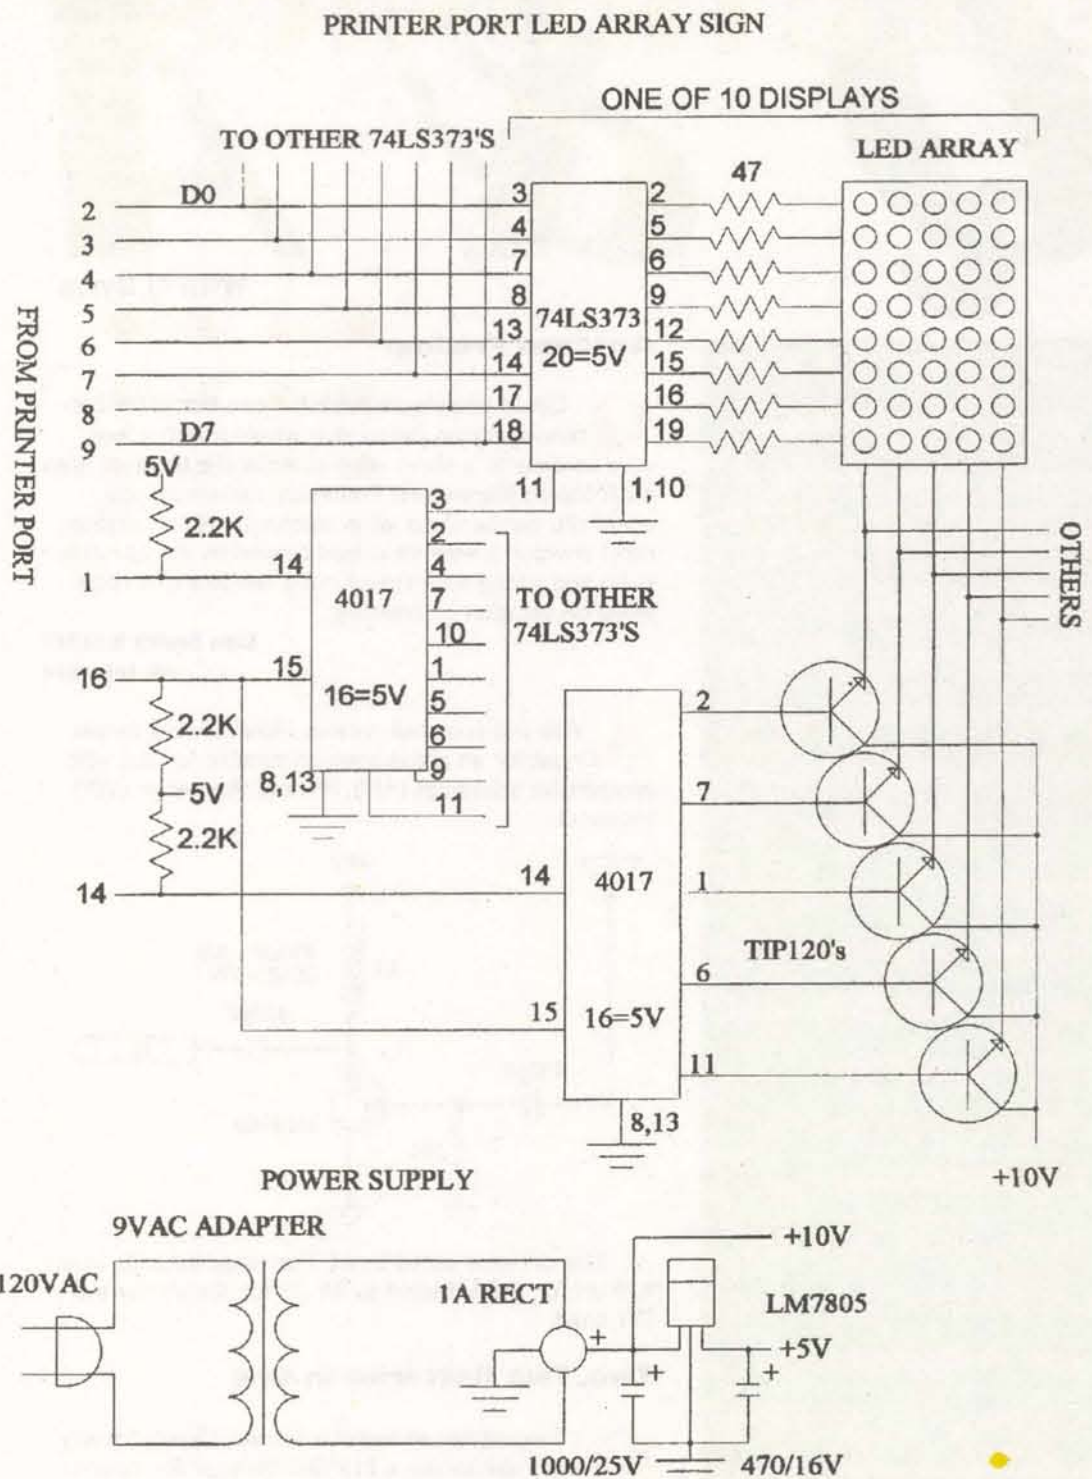 PRINTER PORT LED ARRAY SIGN
ONE OF 10 DISPLAYS
TO OTHER 74LS373'S
LED ARRAY
47
2
D0
3
2
3
4
5
4
7
6
5
8
9
6
13
12
7
14
15
8
17
16
9
D7
18
19
74LS373
20=5V
FROM PRINTER PORT
5V
2.2K
11
1,10
3
2
4
7
10
1
5
6
9
11
1
14
4017
TO OTHER
74LS373'S
16
15
16=5V
8,13
2.2K
5V
2.2K
14
14
4017
15
16=5V
8,13
2
7
1
6
11
TIP120's
OTHERS
+10V
POWER SUPPLY
9VAC ADAPTER
120VAC
1A RECT
+
+10V
LM7805
+5V
+
+
1000/25V
470/16V